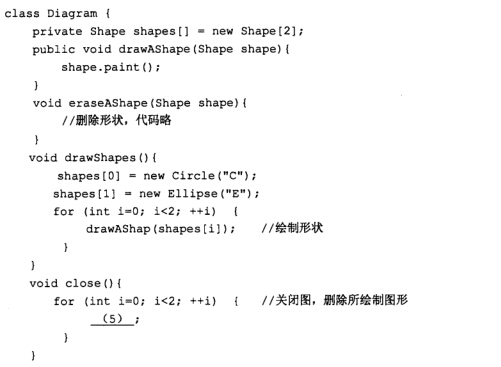 class Diagram {
private Shape shapes[] = new Shape[2];
public void drawAShape(Shape shape){
shape.paint();
}
void eraseAShape(Shape shape){
//删除形状，代码略
}
void drawShapes(){
shapes[0] = new Circle("C");
shapes[1] = new Ellipse("E");
for (int i=0; i<2; ++i) {
drawAShap(shapes[i]); //绘制形状
}
}
void close(){
for (int i=0; i<2; ++i) { //关闭图，删除所绘制图形
(5) ;
}
}